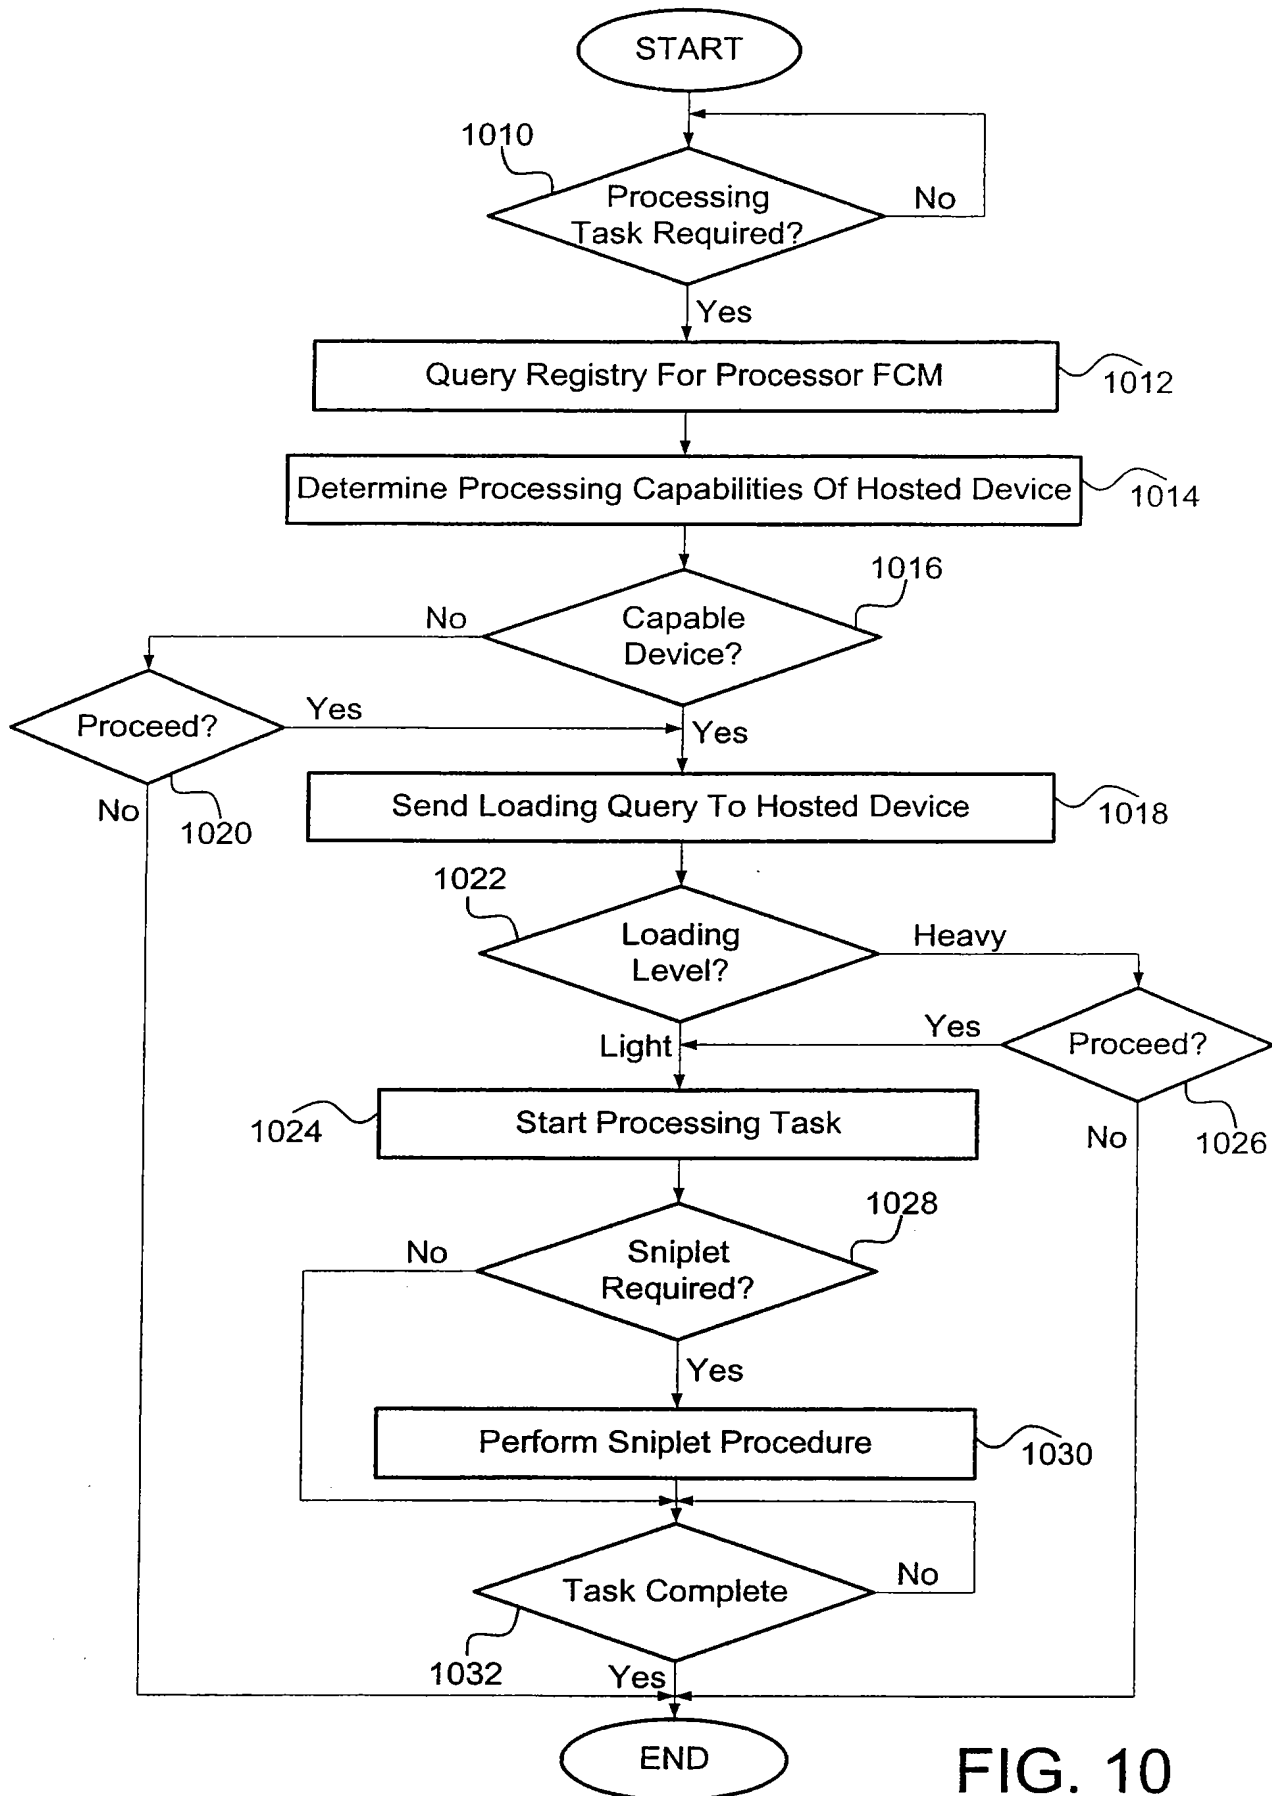 START
1010
Processing
Task Required?
No
Yes
Query Registry For Processor FCM
1012
Determine Processing Capabilities Of Hosted Device
1014
1016
No
Capable
Device?
Proceed?
Yes
Yes
No
1020
Send Loading Query To Hosted Device
1018
1022
Loading
Level?
Heavy
Light
Yes
Proceed?
1024
Start Processing Task
No
1026
1028
No
Sniplet
Required?
Yes
Perform Sniplet Procedure
1030
Task Complete
No
1032
Yes
END
FIG. 10